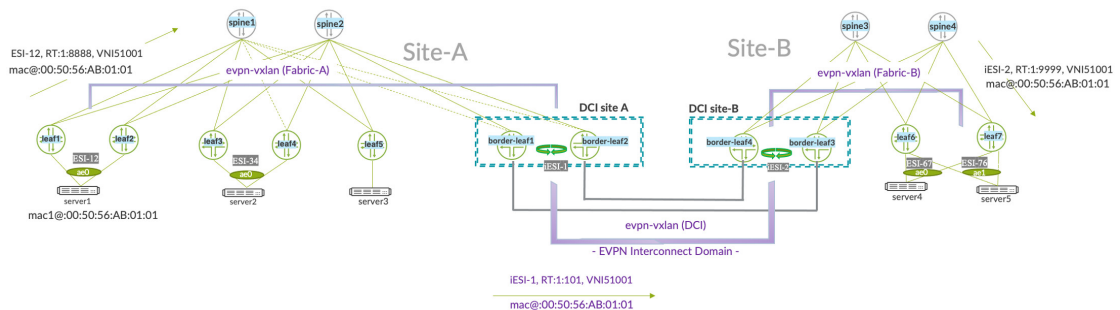 spine1
spine2
spine3
spine4
ESI-12, RT:1:8888, VNI51001
mac@:00:50:56:AB:01:01
Site-A
Site-B
iESI-2, RT:1:9999, VNI51001
mac@:00:50:56:AB:01:01
evpn-vxlan (Fabric-A)
evpn-vxlan (Fabric-B)
DCI site A
DCI site-B
leaf1
leaf2
leaf3
leaf4
leaf5
border-leaf1
border-leaf2
border-leaf4
border-leaf3
leaf6
leaf7
ESI-12
ESI-34
iESI-1
iESI-2
ESI-67
ESI-76
ae0
ae0
ae0
ae1
server1
server2
server3
server4
server5
mac1@:00:50:56:AB:01:01
evpn-vxlan (DCI)
- EVPN Interconnect Domain -
iESI-1, RT:1:101, VNI51001
mac@:00:50:56:AB:01:01